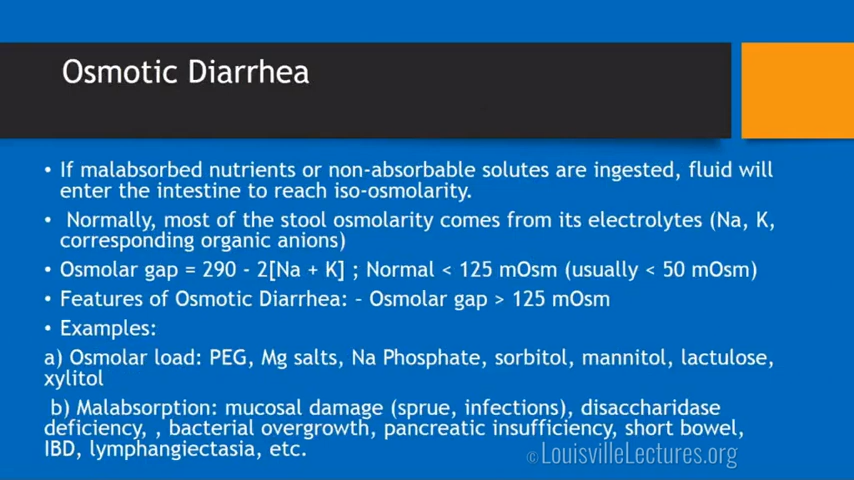 Osmotic Diarrhea
• If malabsorbed nutrients or non-absorbable solutes are ingested, fluid will
enter the intestine to reach iso-osmolarity.
• Normally, most of the stool osmolarity comes from its electrolytes (Na, K,
corresponding organic anions)
• Osmolar gap = 290 - 2[Na + K] ; Normal < 125 mOsm (usually < 50 mOsm)
• Features of Osmotic Diarrhea: – Osmolar gap > 125 mOsm
• Examples:
a) Osmolar load: PEG, Mg salts, Na Phosphate, sorbitol, mannitol, lactulose,
xylitol
b) Malabsorption: mucosal damage (sprue, infections), disaccharidase
deficiency, , bacterial overgrowth, pancreatic insufficiency, short bowel,
IBD, lymphangiectasia, etc.
© LouisvilleLectures.org